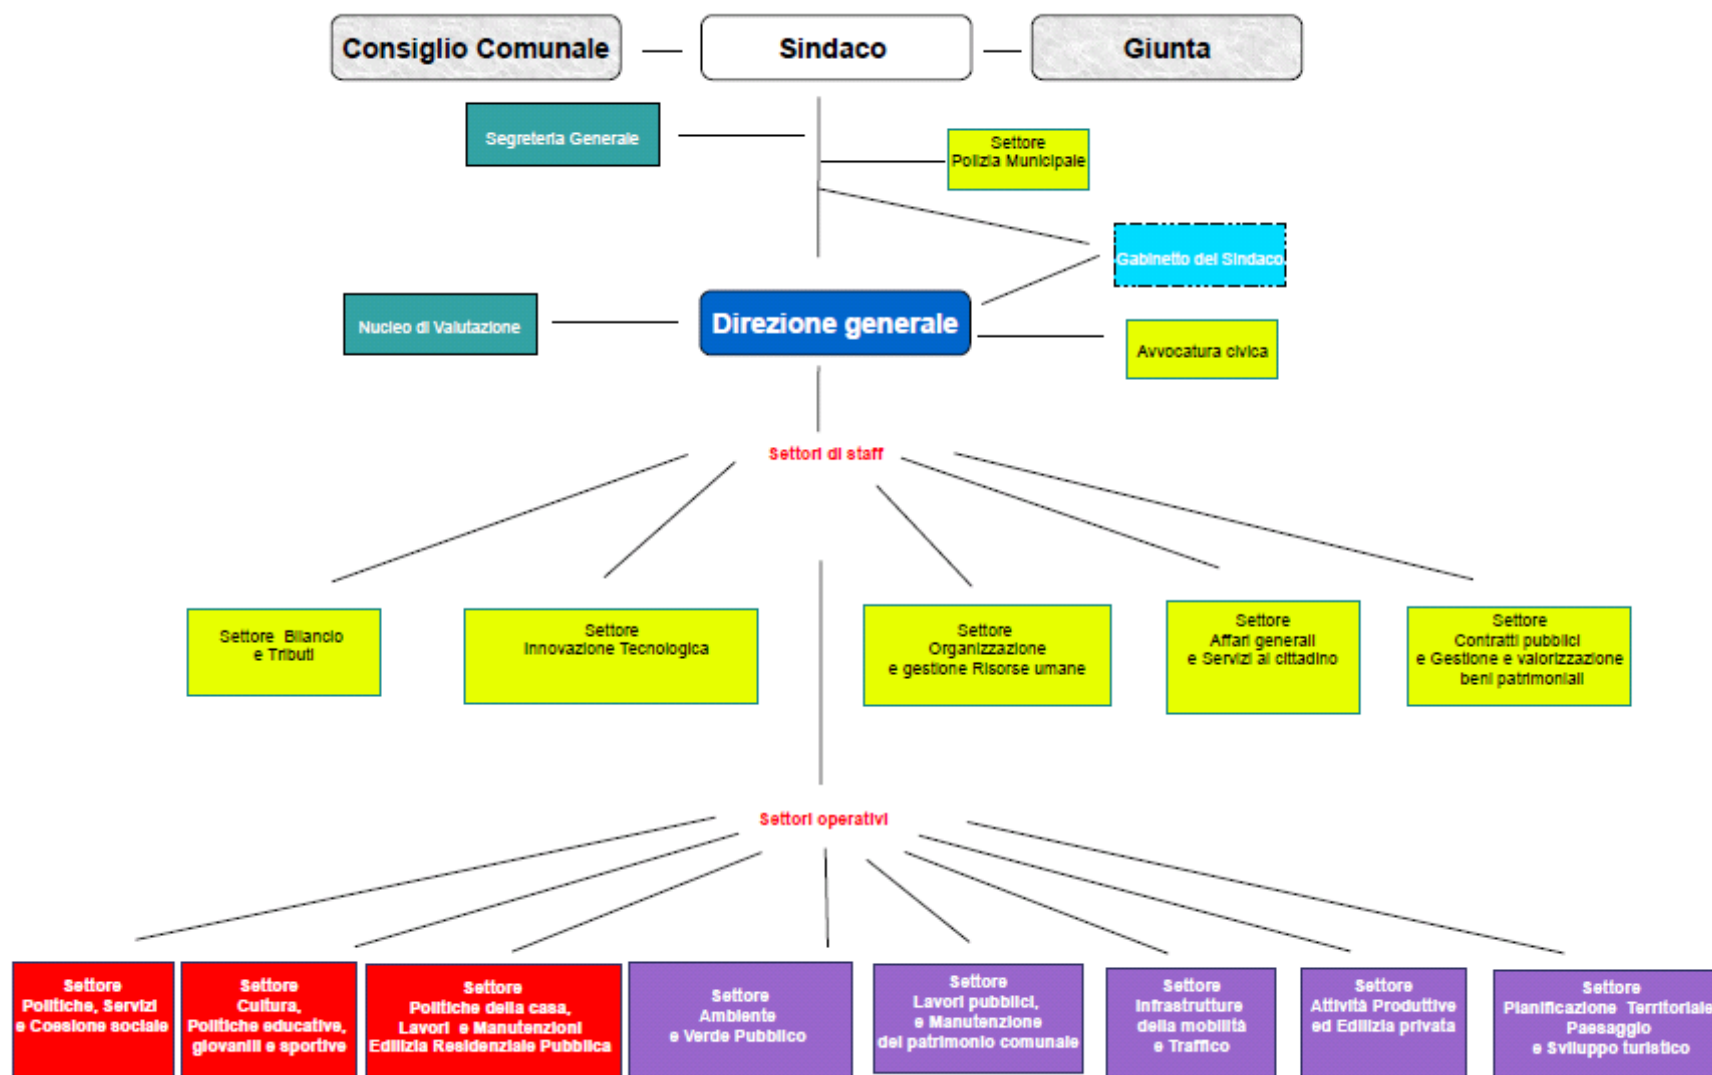 Consiglio Comunale
Sindaco
Giunta
Segreteria Generale
Settore
Polizia Municipale
Gabinetto del Sindaco
Nucleo di Valutazione
Direzione generale
Avvocatura civica
Settori di staff
Settore Bilancio
e Tributi
Settore
Innovazione Tecnologica
Settore
Organizzazione
e gestione Risorse umane
Settore
Affari generali
e Servizi al cittadino
Settore
Contratti pubblici
e Gestione e valorizzazione
beni patrimoniali
Settori operativi
Settore
Politiche, Servizi
e Coesione sociale
Settore
Cultura,
Politiche educative,
giovanili e sportive
Settore
Politiche della casa,
Lavori e Manutenzioni
Edilizia Residenziale Pubblica
Settore
Ambiente
e Verde Pubblico
Settore
Lavori pubblici,
e Manutenzione
del patrimonio comunale
Settore
Infrastrutture
della mobilità
e Traffico
Settore
Attività Produttive
ed Edilizia privata
Settore
Pianificazione Territoriale
Paesaggio
e Sviluppo turistico